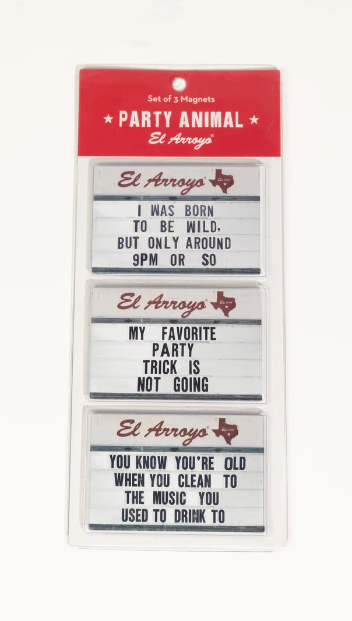 Set of 3 Magnets
★ PARTY ANIMAL ★
El Arroyo
El Arroyo
I WAS BORN
TO BE WILD,
BUT ONLY AROUND
9PM OR SO
El Arroyo
MY FAVORITE
PARTY
TRICK IS
NOT GOING
El Arroyo
YOU KNOW YOU'RE OLD
WHEN YOU CLEAN TO
THE MUSIC YOU
USED TO DRINK TO